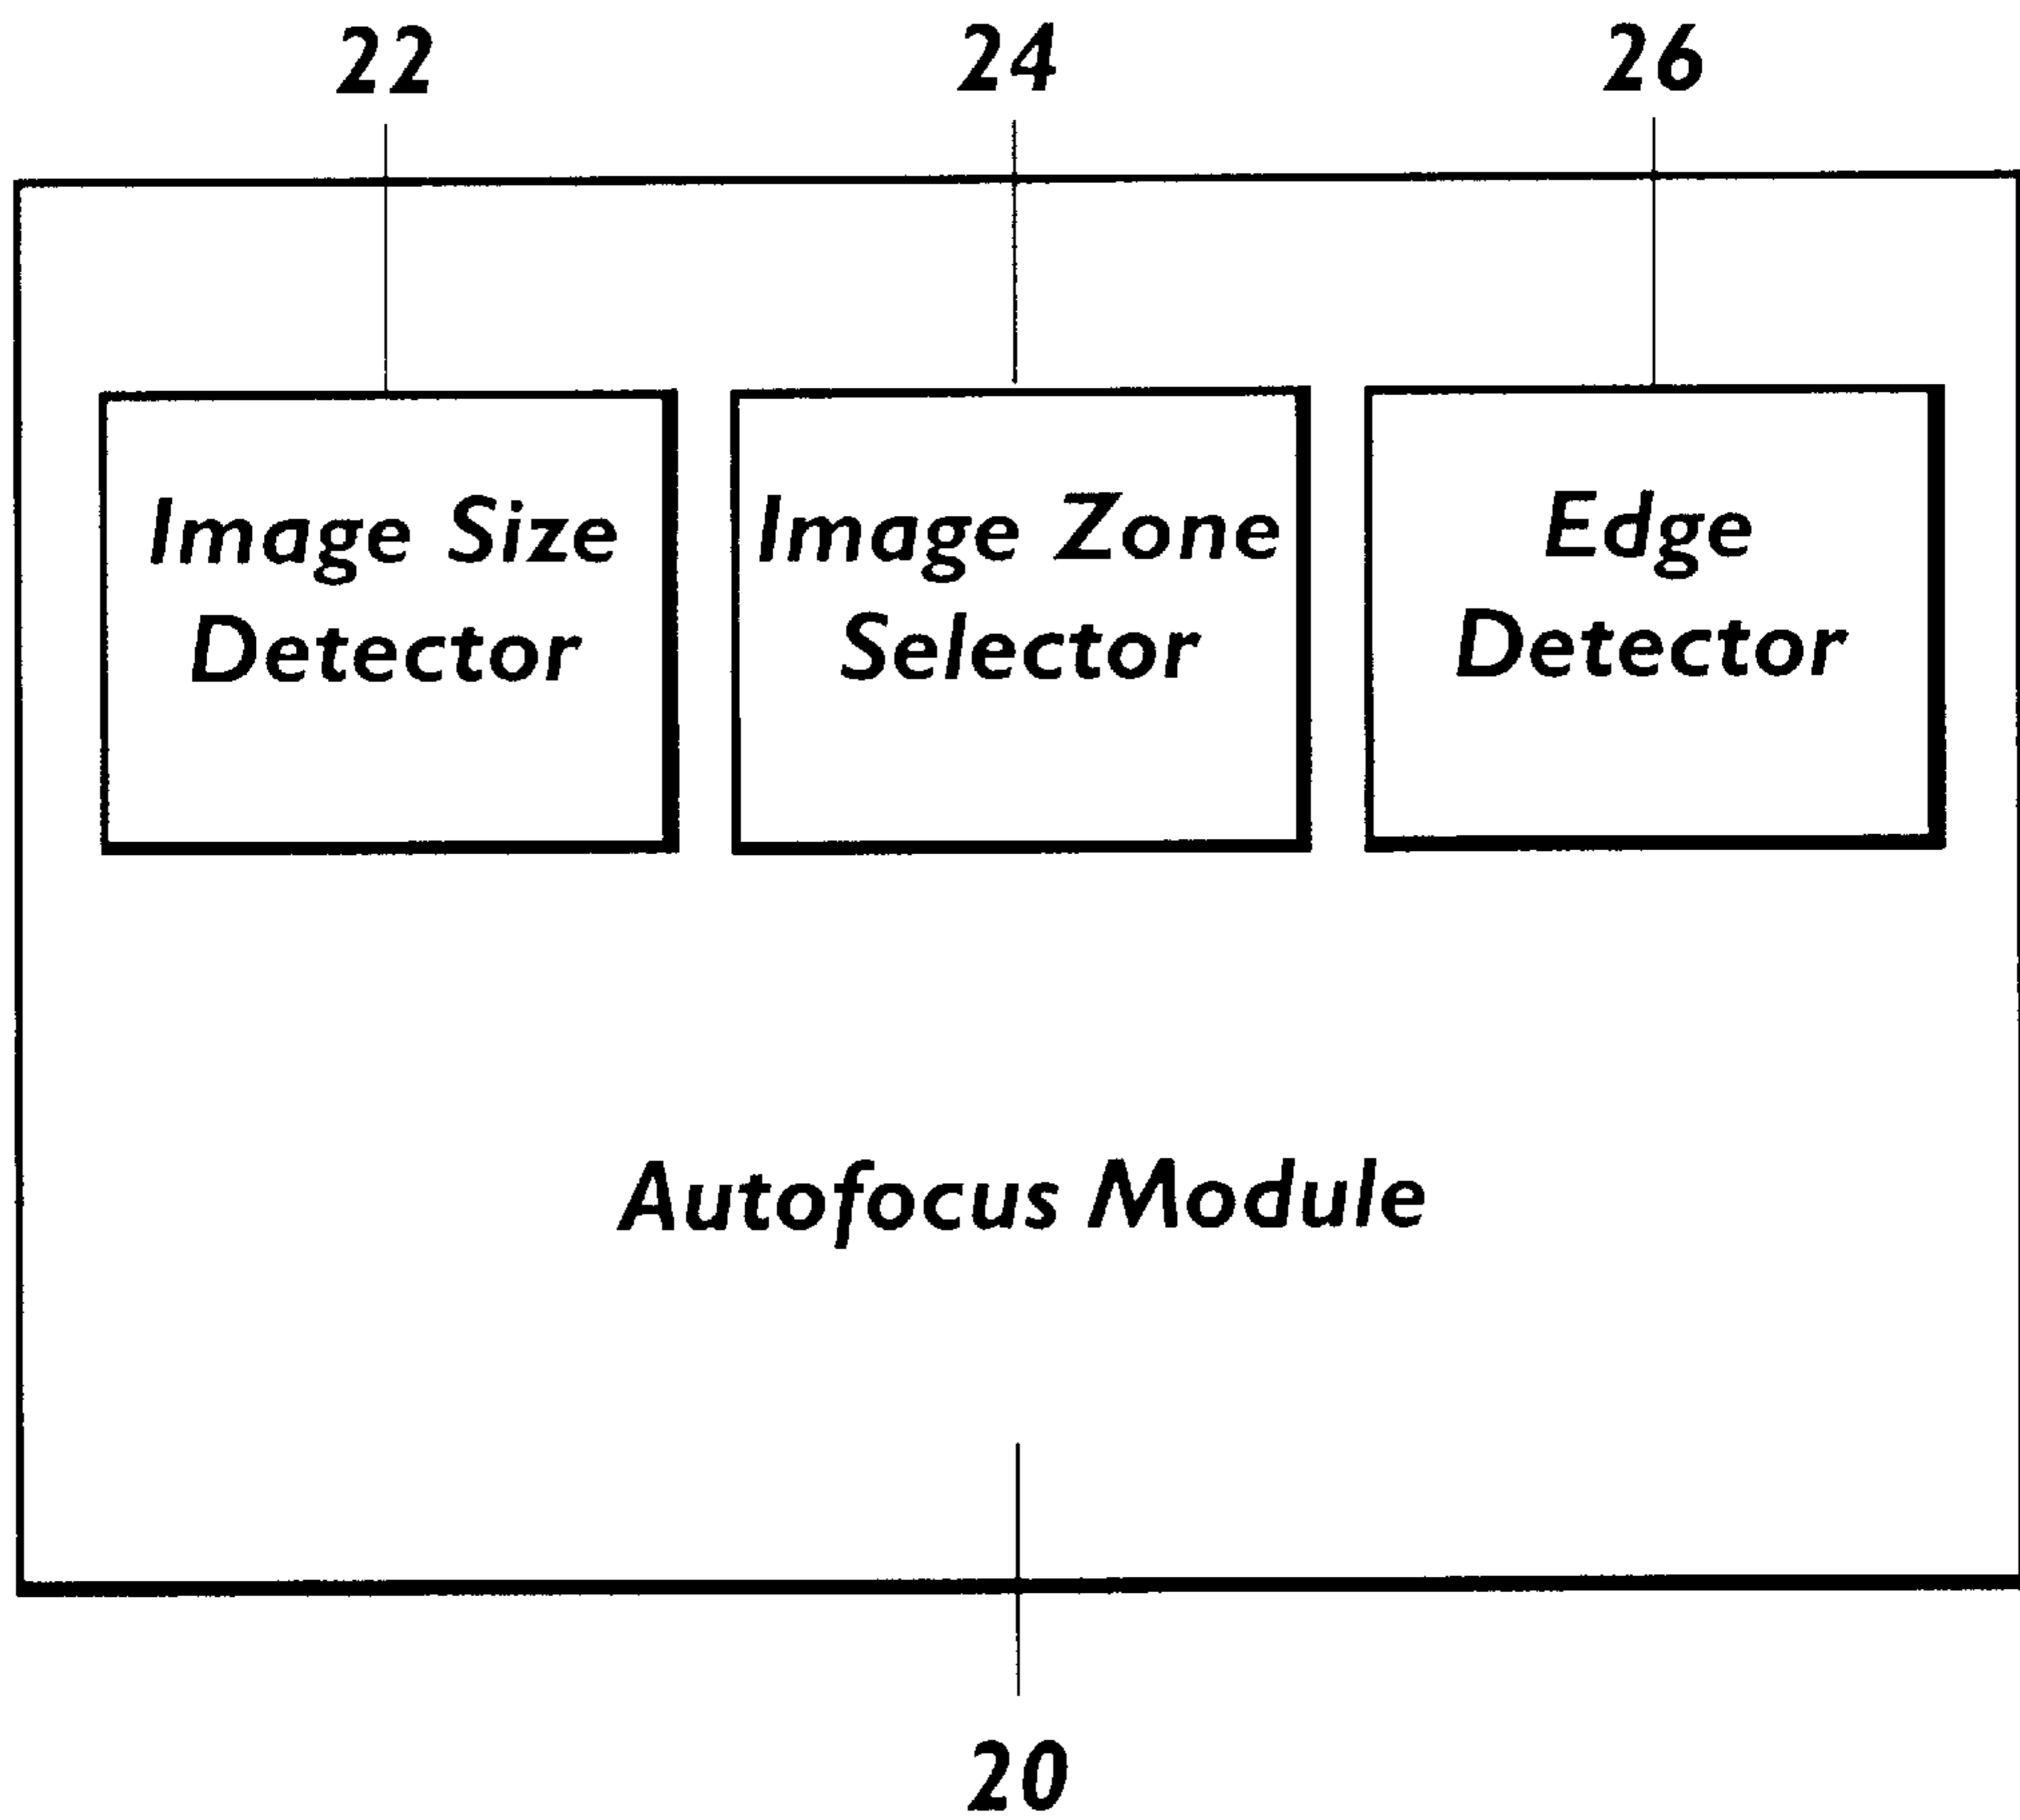 22 24 26
Image Size
Detector
Image Zone
Selector
Edge
Detector
Autofocus Module
20